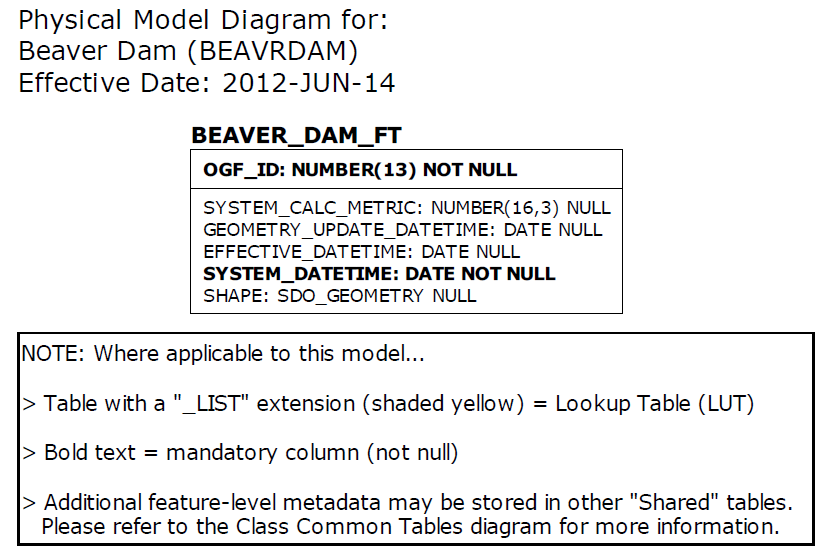 Physical Model Diagram for:
Beaver Dam (BEAVRDAM)
Effective Date: 2012-JUN-14
BEAVER_DAM_FT
OGF_ID: NUMBER(13) NOT NULL
SYSTEM_CALC_METRIC: NUMBER(16,3) NULL
GEOMETRY_UPDATE_DATETIME: DATE NULL
EFFECTIVE_DATETIME: DATE NULL
SYSTEM_DATETIME: DATE NOT NULL
SHAPE: SDO_GEOMETRY NULL
NOTE: Where applicable to this model...
> Table with a "_LIST" extension (shaded yellow) = Lookup Table (LUT)
> Bold text = mandatory column (not null)
> Additional feature-level metadata may be stored in other "Shared" tables.
Please refer to the Class Common Tables diagram for more information.